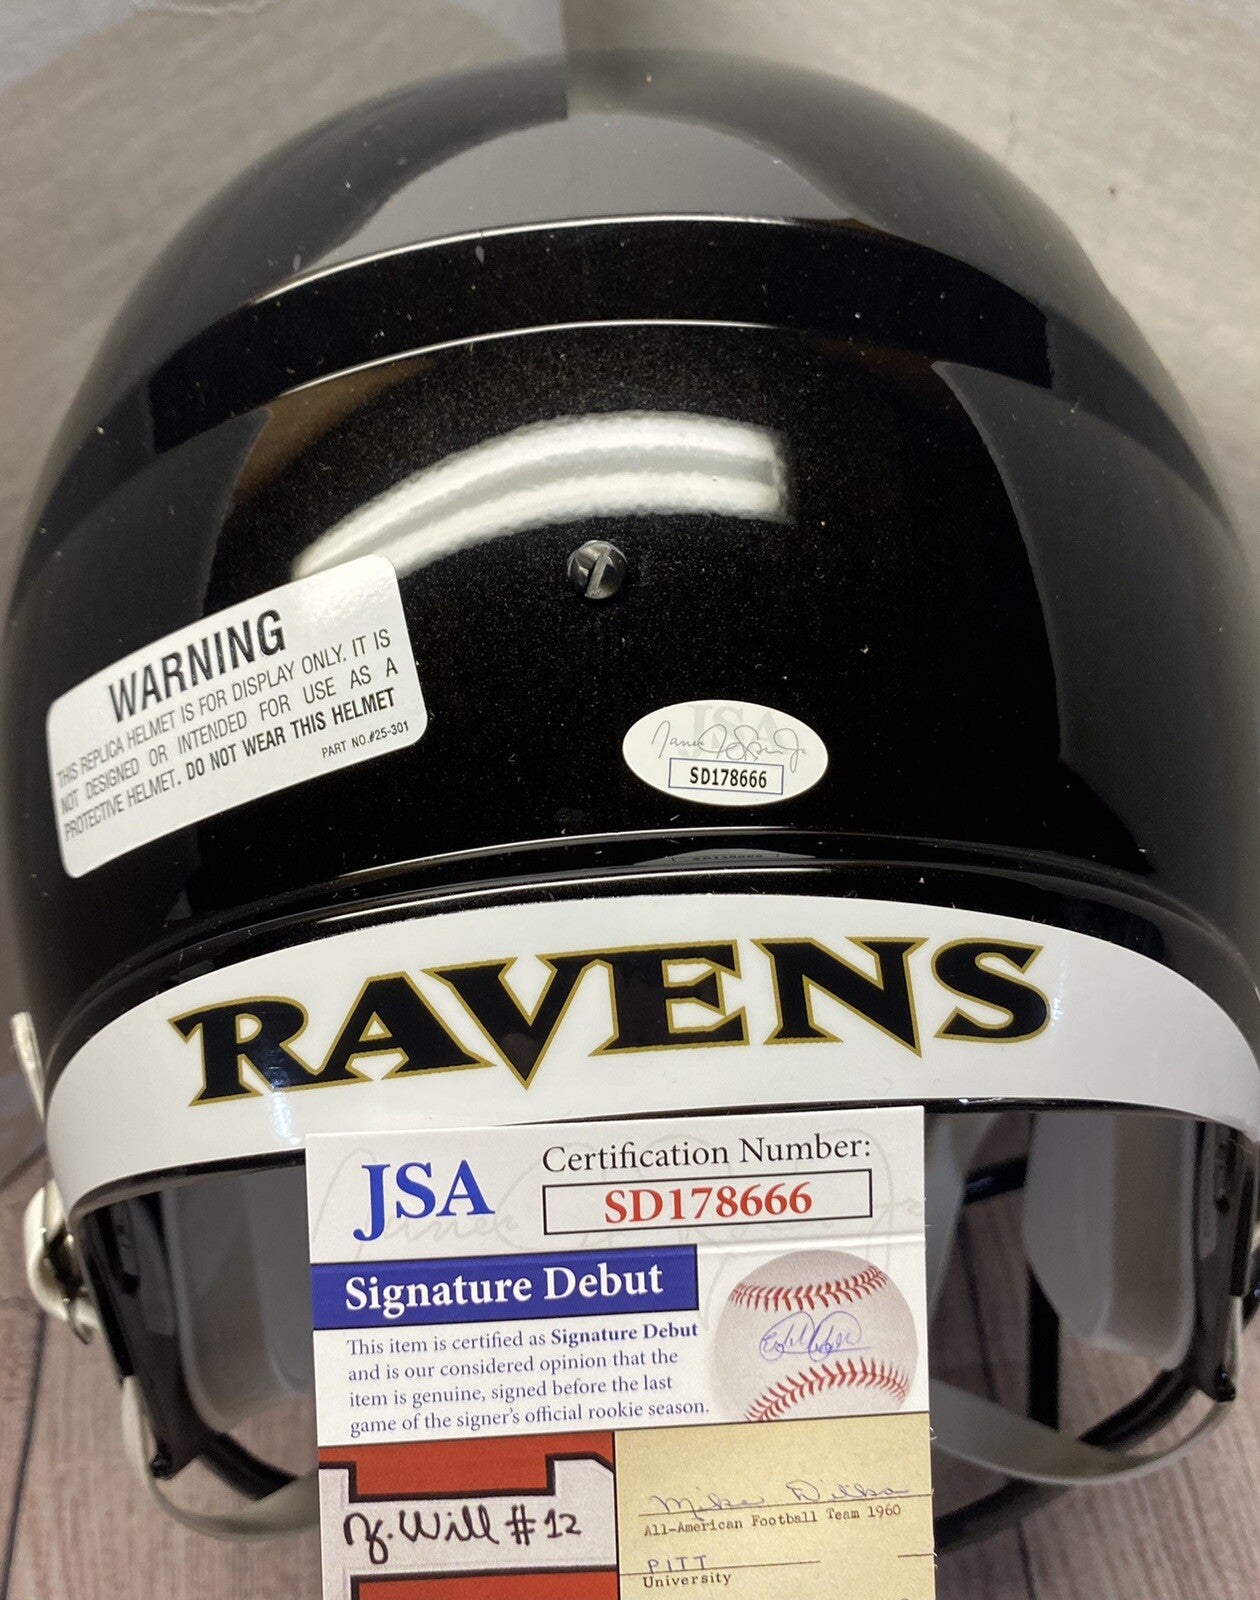 WARNING
THIS REPLICA HELMET IS FOR DISPLAY ONLY. IT IS
NOT DESIGNED OR INTENDED FOR USE AS A
PROTECTIVE HELMET. DO NOT WEAR THIS HELMET
PART NO.#25-301
JSA
SD178666
RAVENS
JSA
Certification Number:
SD178666
Signature Debut
This item is certified as Signature Debut
and is our considered opinion that the
item is genuine, signed before the last
game of the signer's official rookie season.
Will #12
Mike Ditka
All-American Football Team 1960
PITT
University